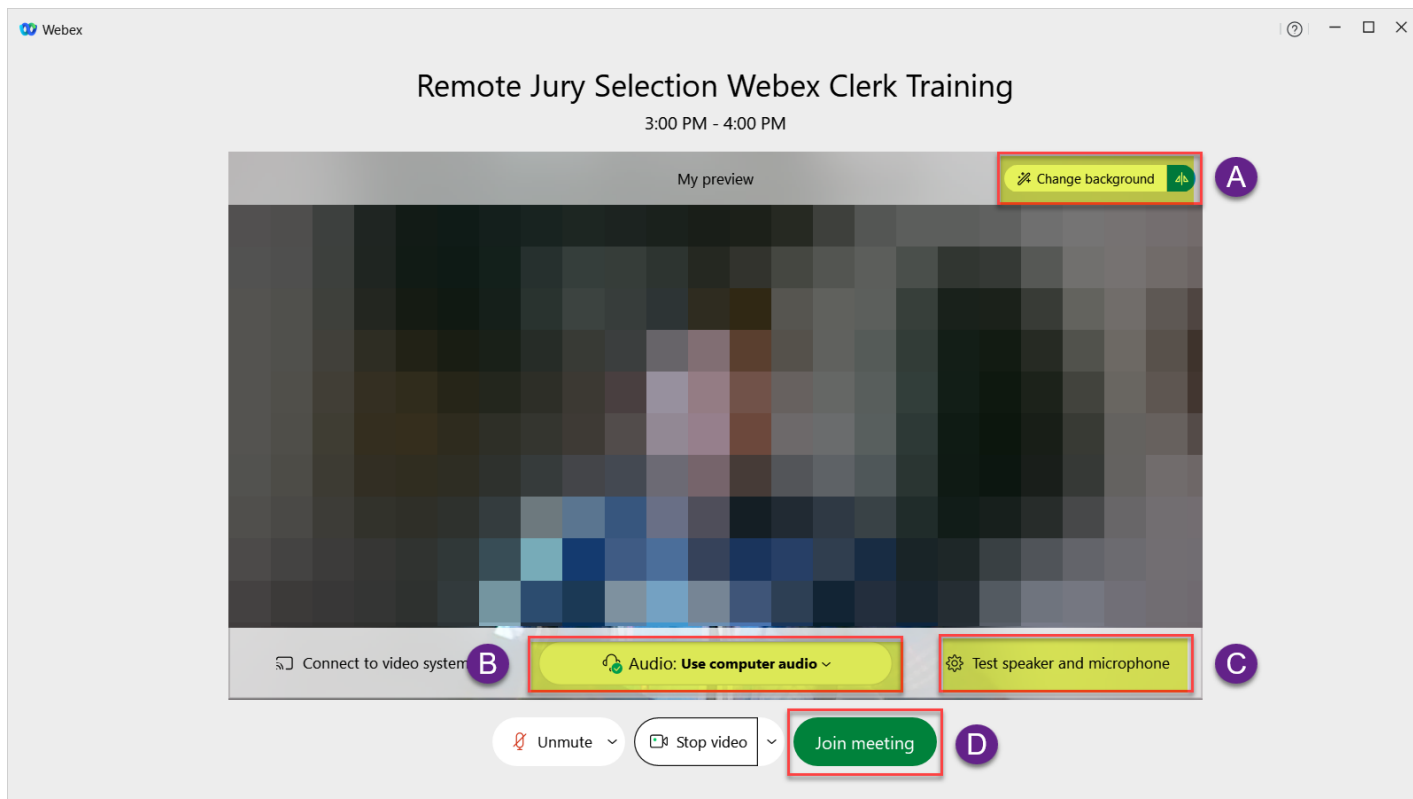 Webex
Remote Jury Selection Webex Clerk Training
3:00 PM - 4:00 PM
My preview
Change background
A
Connect to video system
B
Audio: Use computer audio
Test speaker and microphone
C
Unmute
Stop video
Join meeting
D